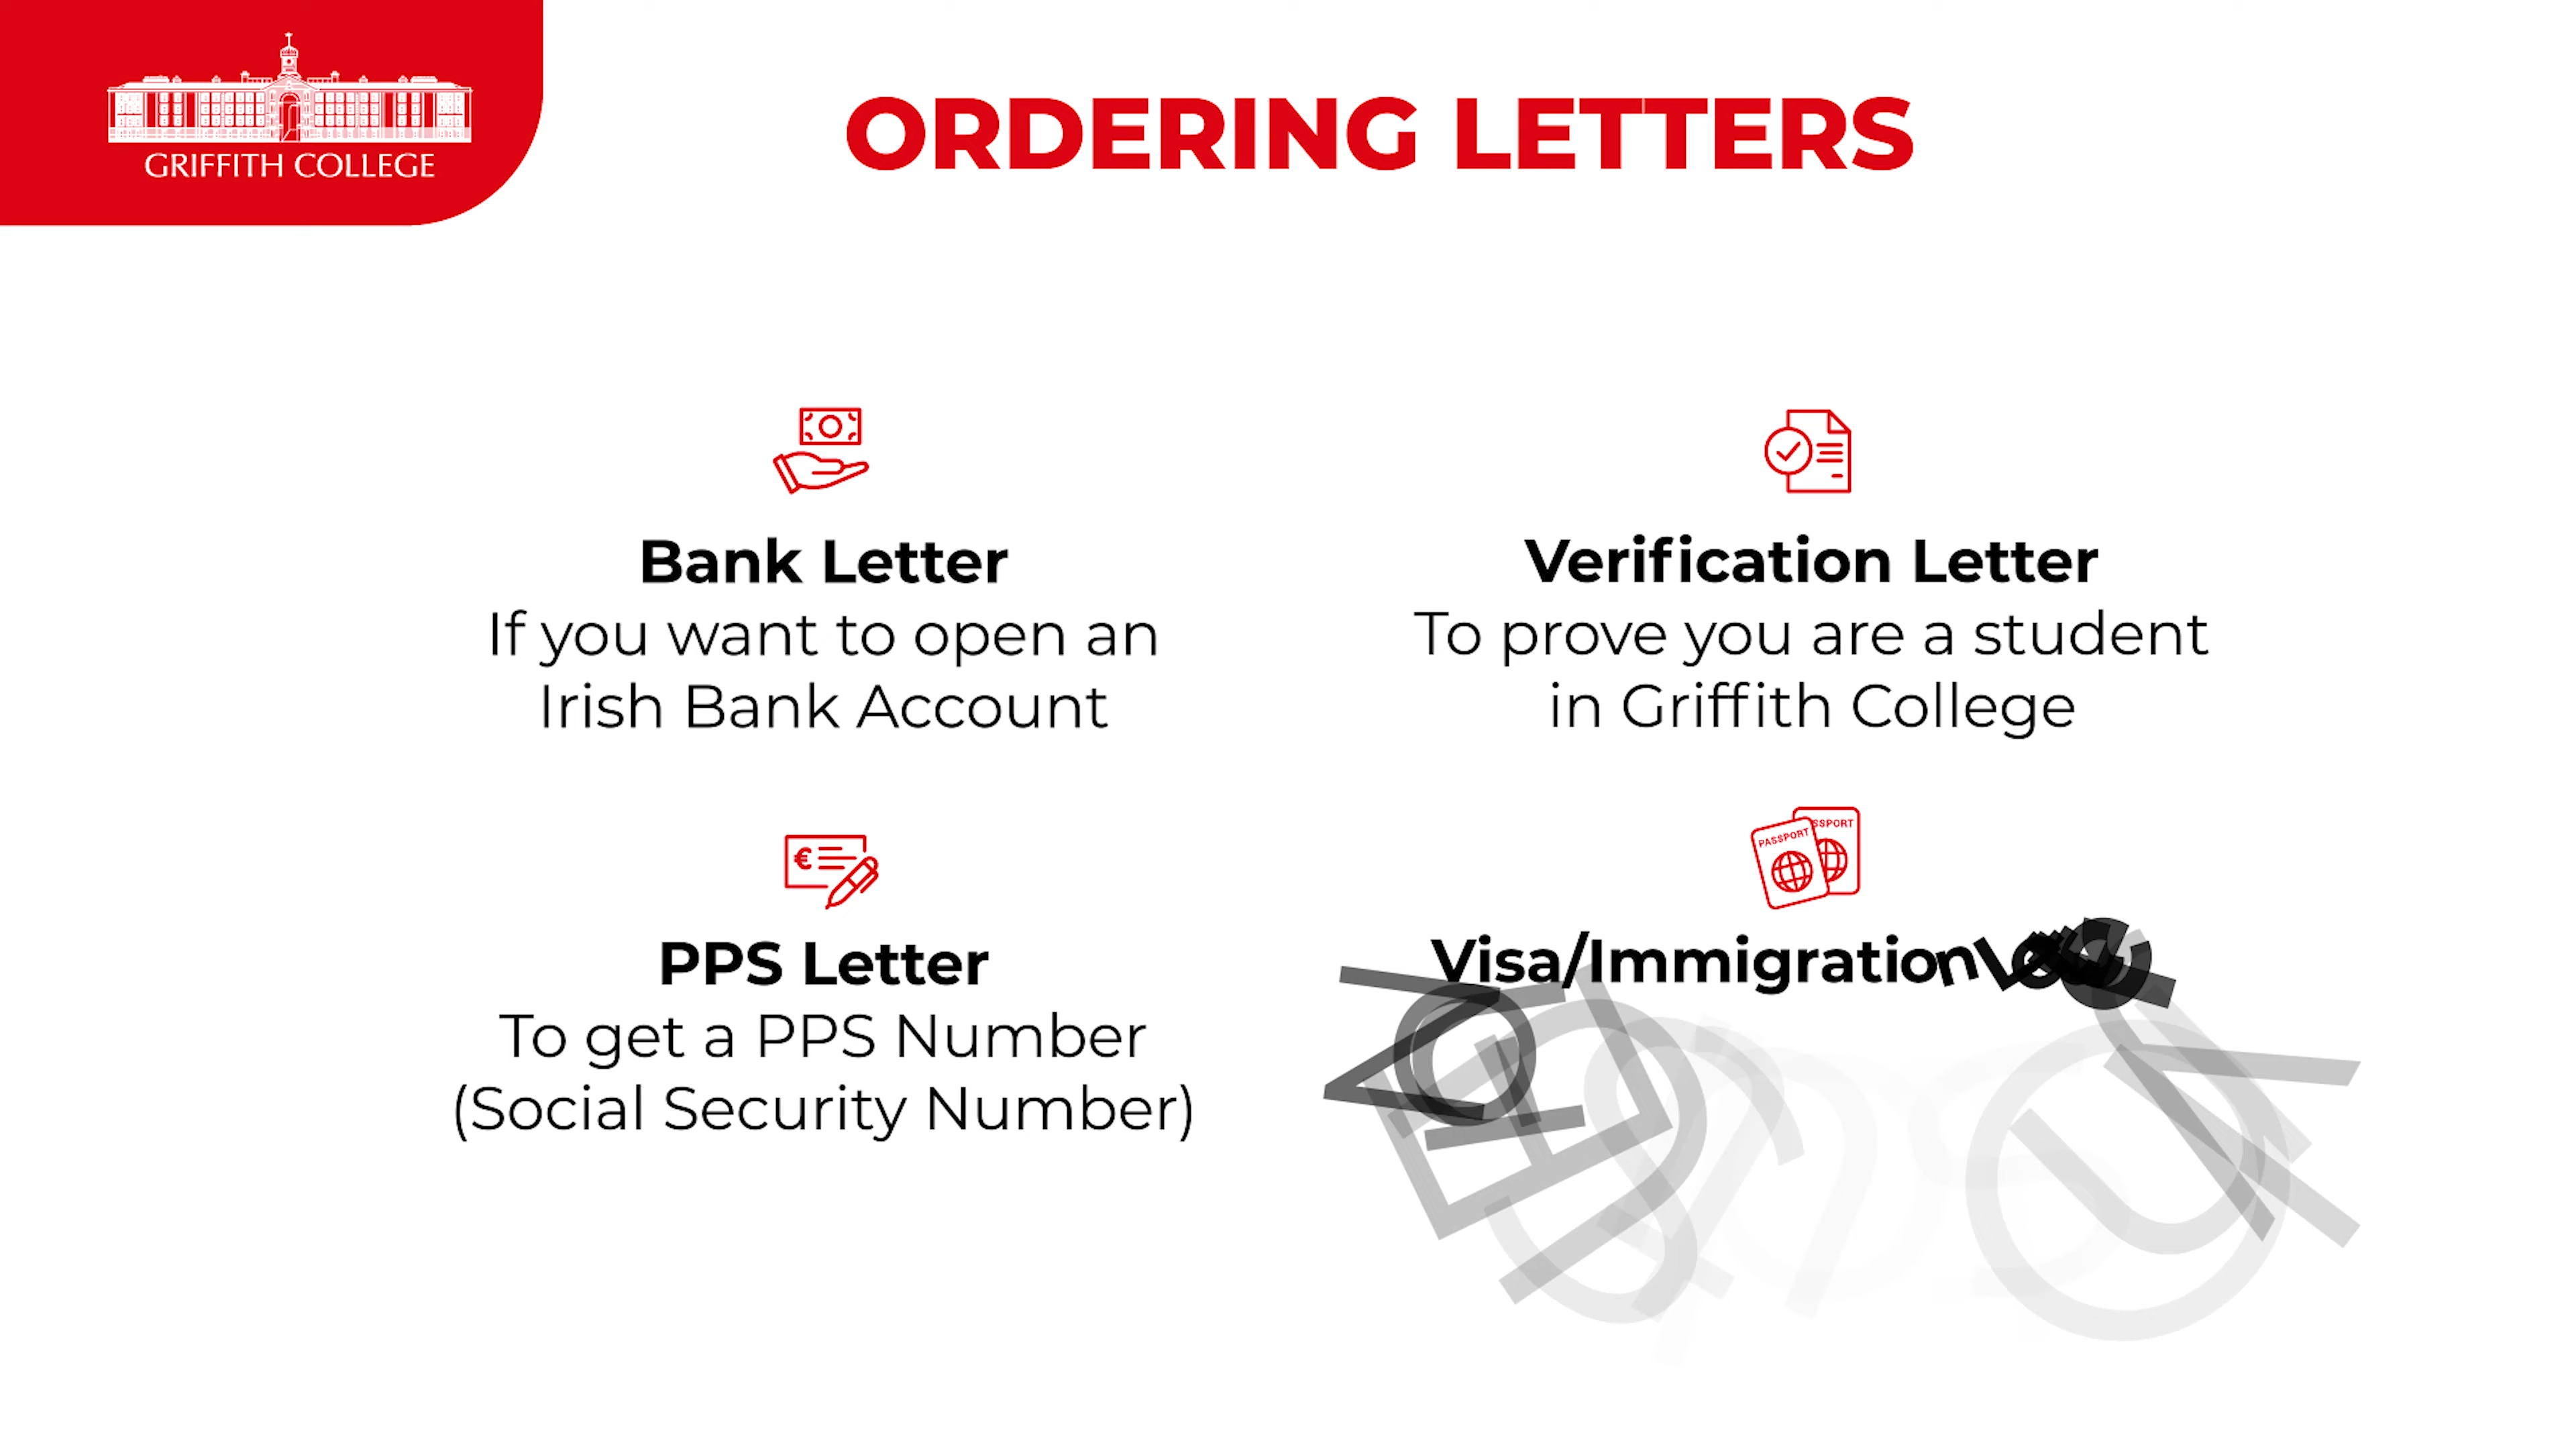 GRIFFITH COLLEGE
ORDERING LETTERS
Bank Letter
If you want to open an
Irish Bank Account
Verification Letter
To prove you are a student
in Griffith College
PPS Letter
To get a PPS Number
(Social Security Number)
PASSPORT
SSPORT
Visa/Immigration